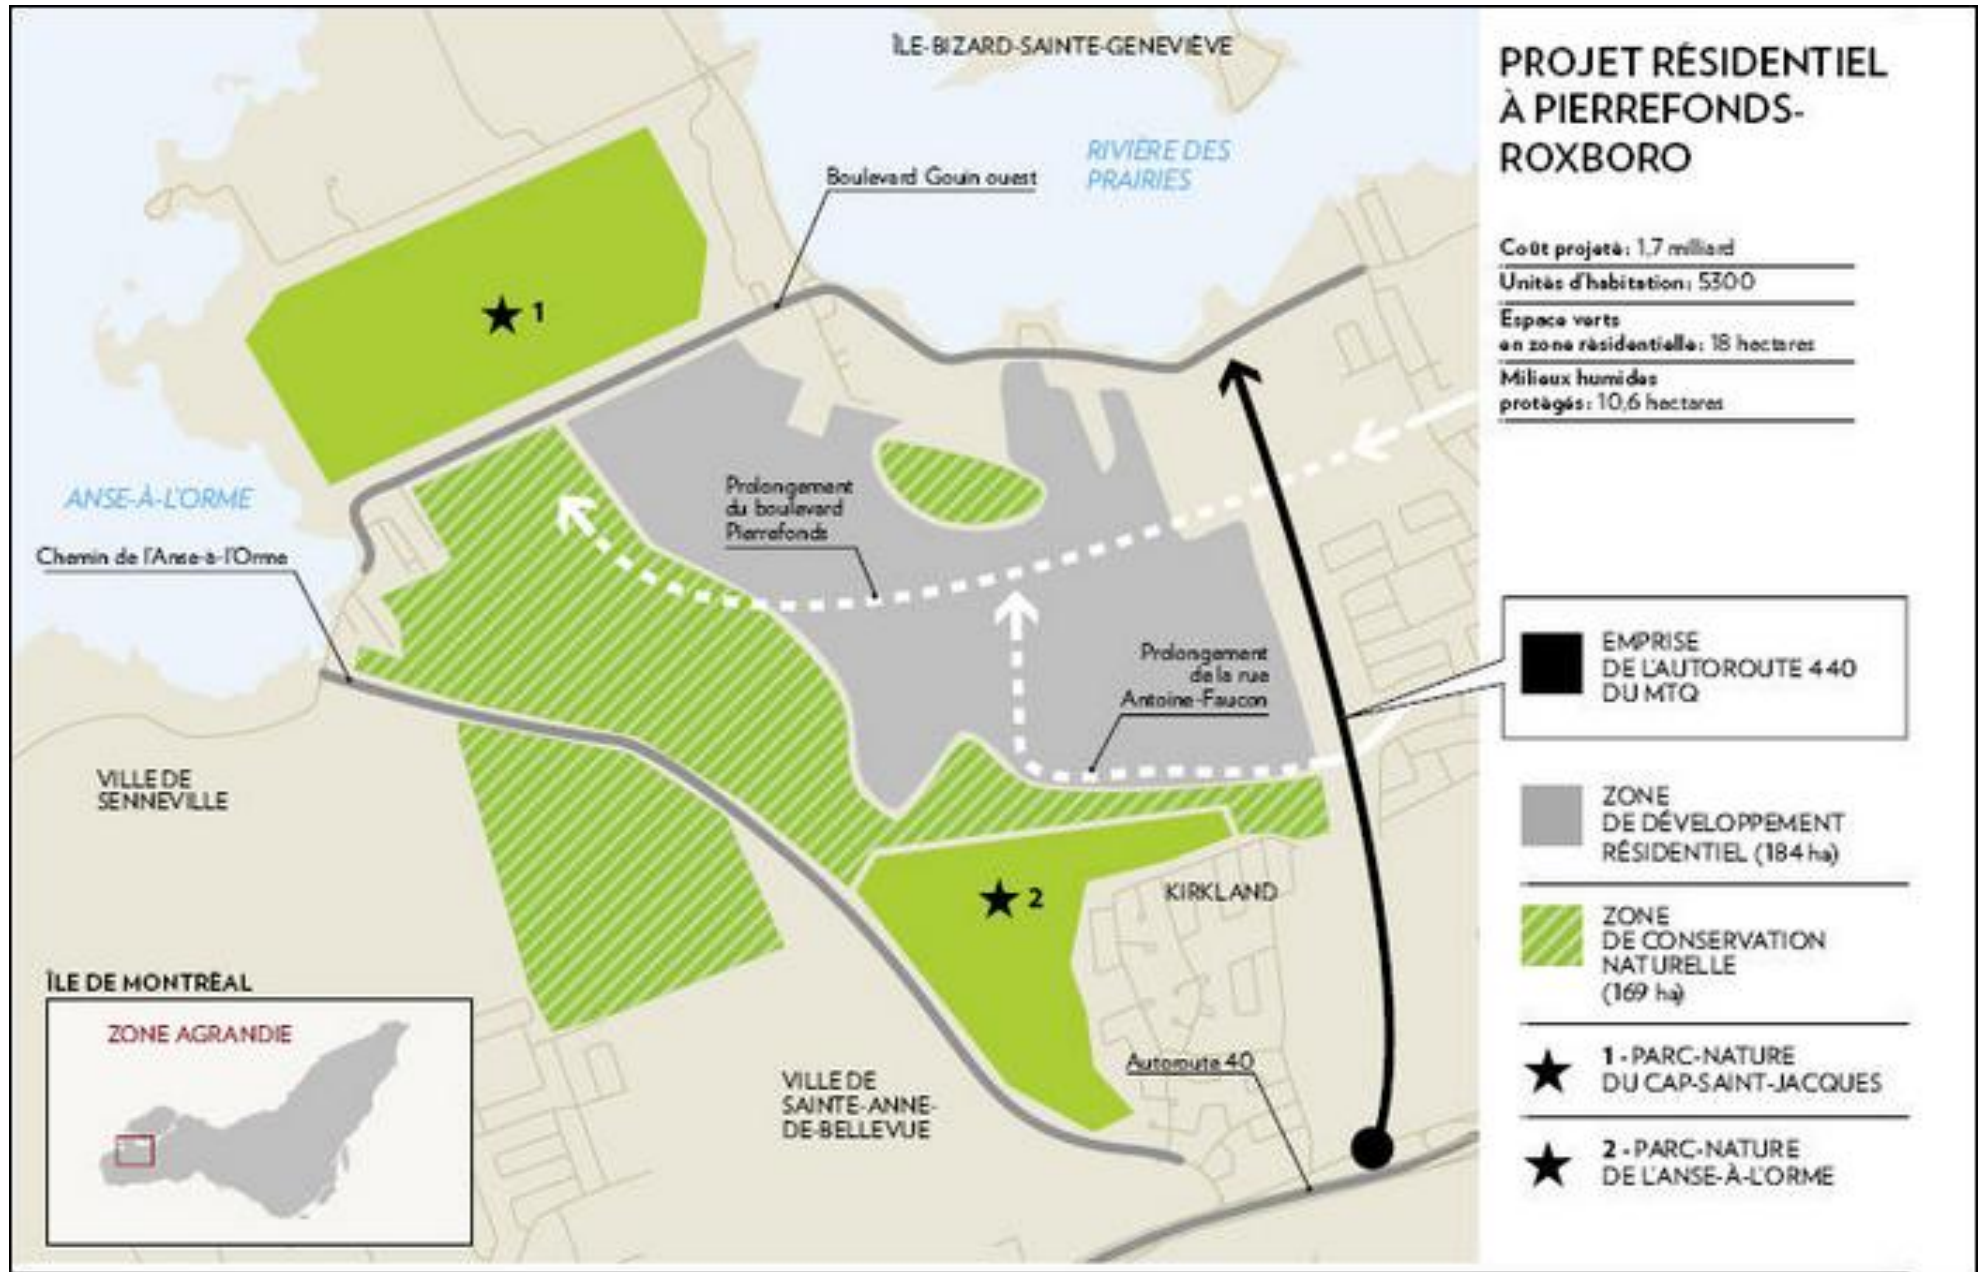 ÎLE-BIZARD-SAINTE-GENEVIÈVE
RIVIÈRE DES
PRAIRIES
Boulevard Gouin ouest
ANSE-À-L'ORME
Chemin de l'Anse-à-l'Orme
Prolongement
du boulevard
Pierrefonds
Prolongement
de la rue
Antoine-Faucon
1
2
VILLE DE
SENNEVILLE
KIRKLAND
VILLE DE
SAINTE-ANNE-
DE-BELLEVUE
Autoroute 40
ÎLE DE MONTRÉAL
ZONE AGRANDIE
PROJET RÉSIDENTIEL
À PIERREFONDS-
ROXBORO
Coût projeté: 1,7 milliard
Unités d'habitation: 5300
Espace verts
en zone résidentielle: 18 hectares
Milieux humides
protégés: 10,6 hectares
EMPRISE
DE L'AUTOROUTE 440
DU MTQ
ZONE
DE DÉVELOPPEMENT
RÉSIDENTIEL (184 ha)
ZONE
DE CONSERVATION
NATURELLE
(169 ha)
1 - PARC-NATURE
DU CAP-SAINT-JACQUES
2 - PARC-NATURE
DE L'ANSE-À-L'ORME